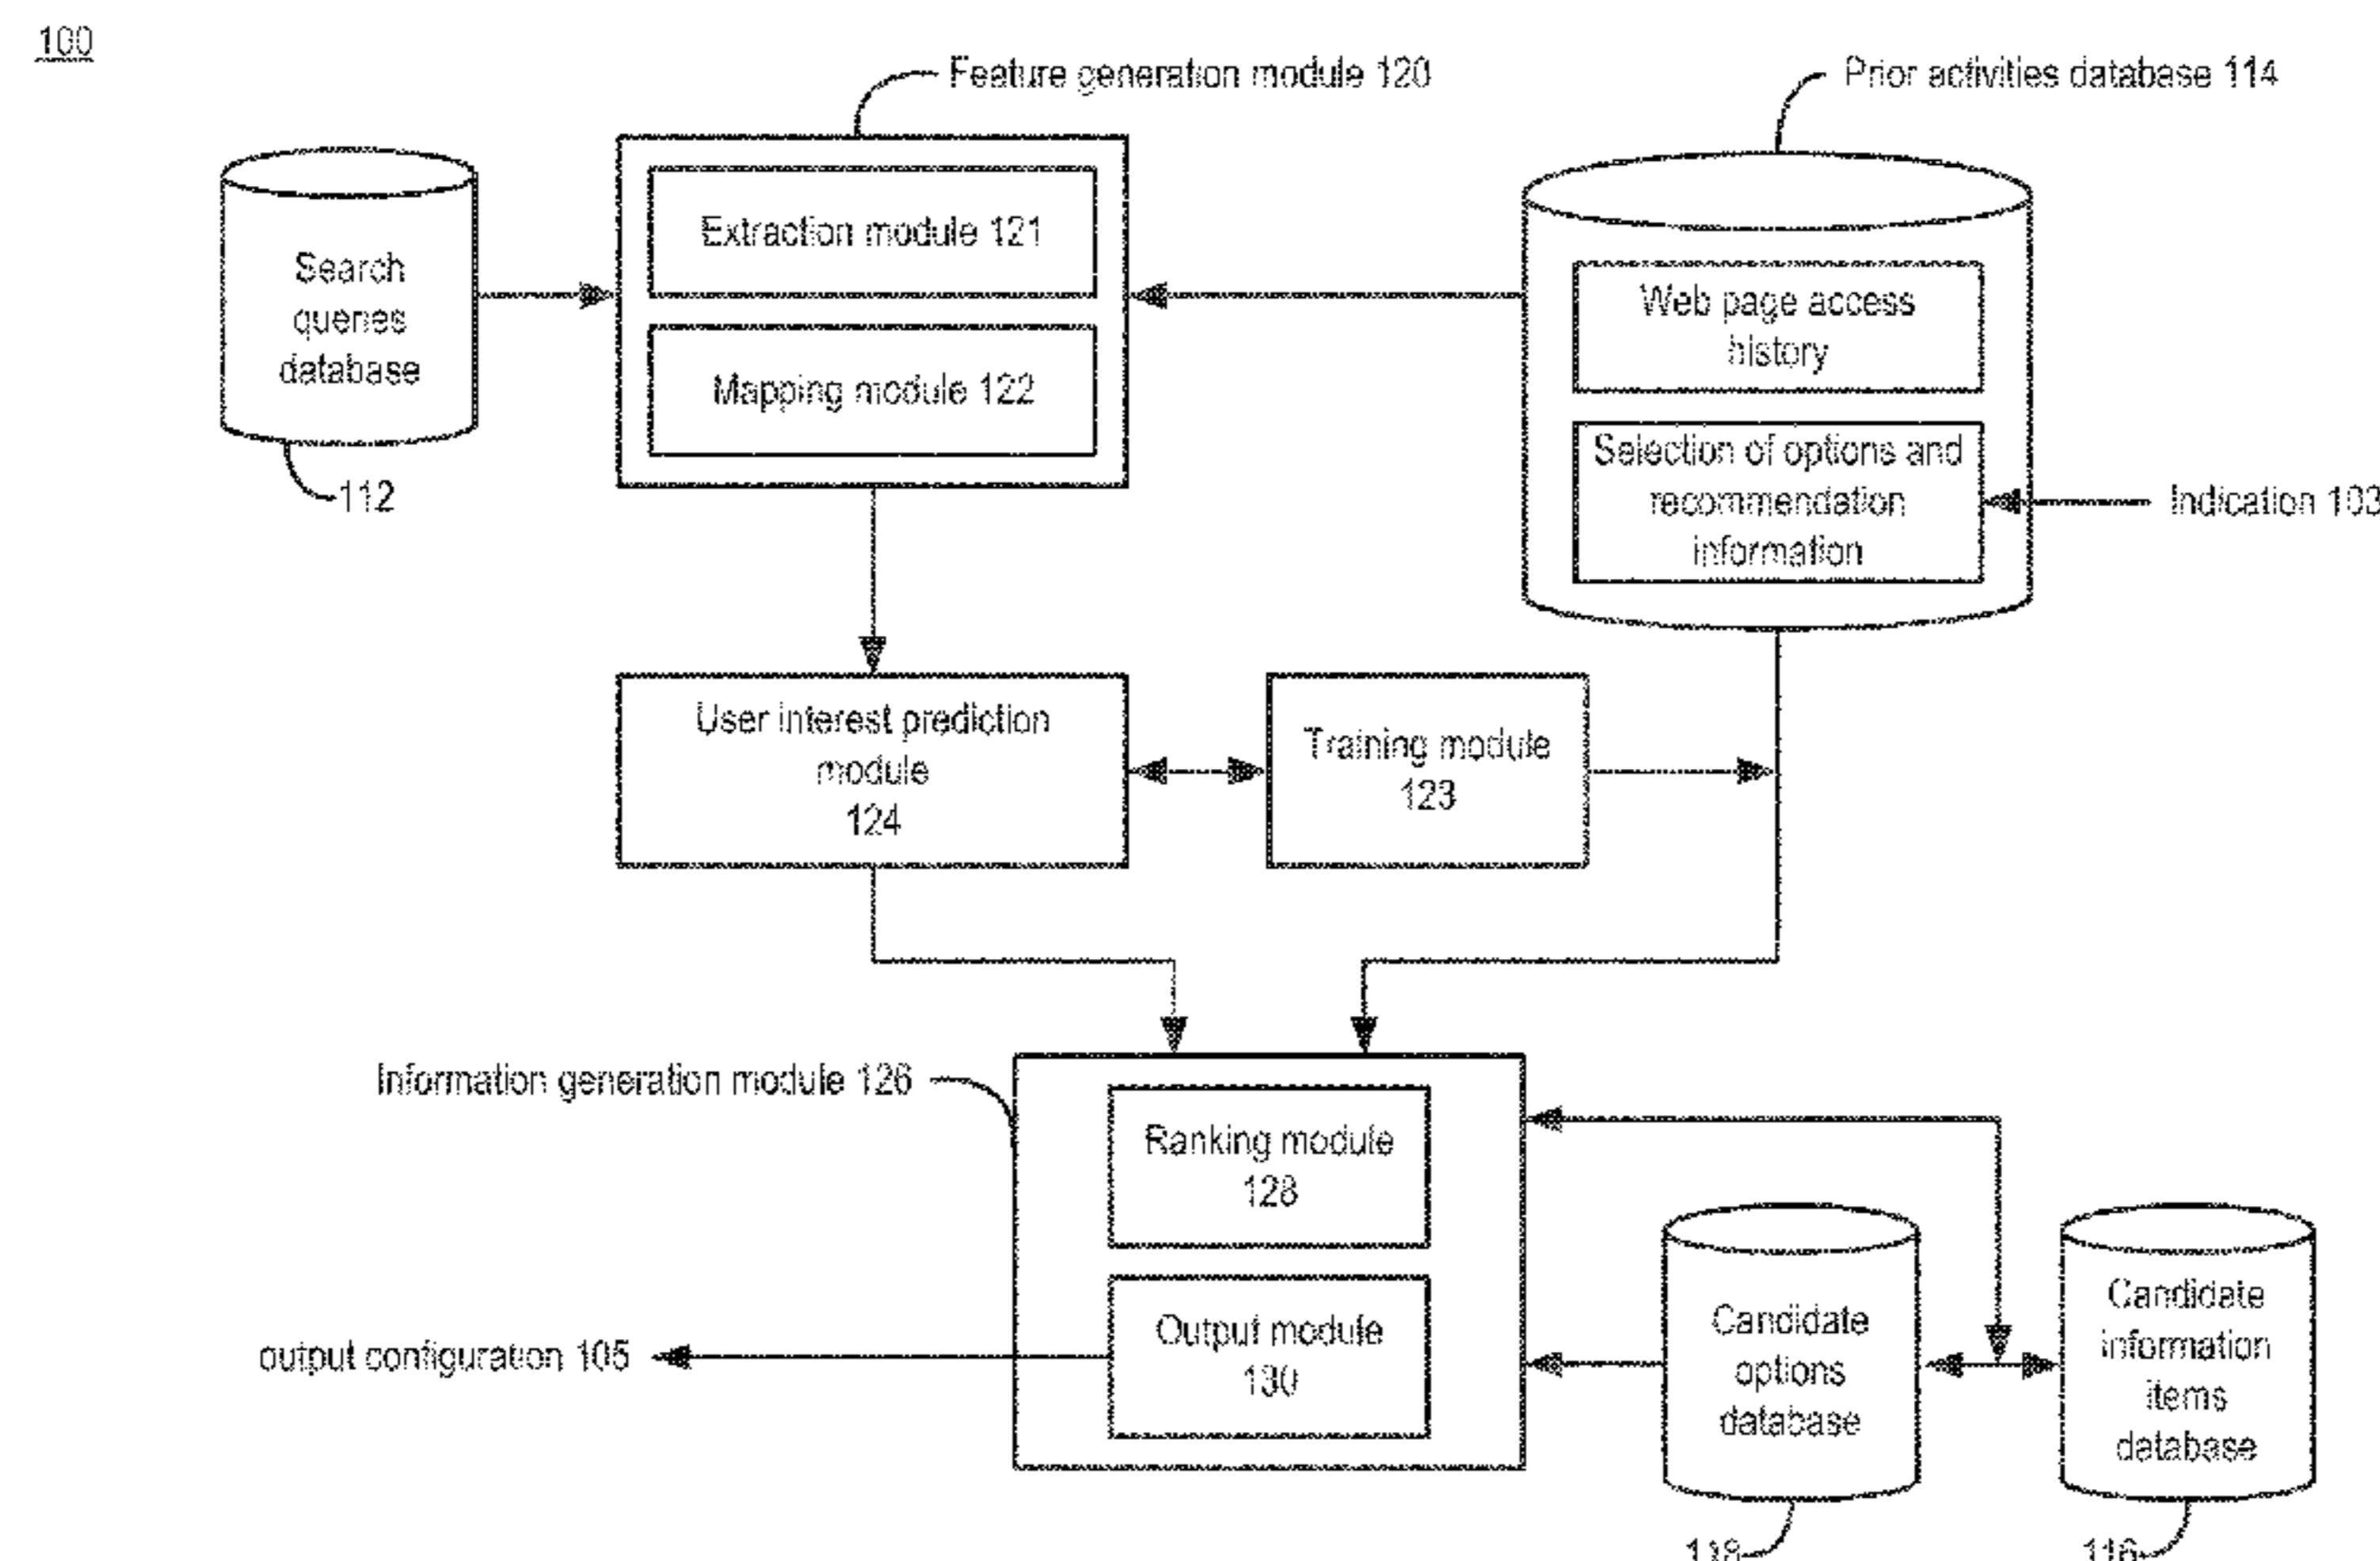 100
Feature generation module 120
Prior activities database 114
Search
queries
database
112
Extraction module 121
Mapping module 122
Web page access
history
Selection of options and
recommendation
information
Indication 103
User interest prediction
module
124
Training module
123
Information generation module 126
Ranking module
128
Output module
130
output configuration 105
Candidate
options
database
118
Candidate
information
items
database
116